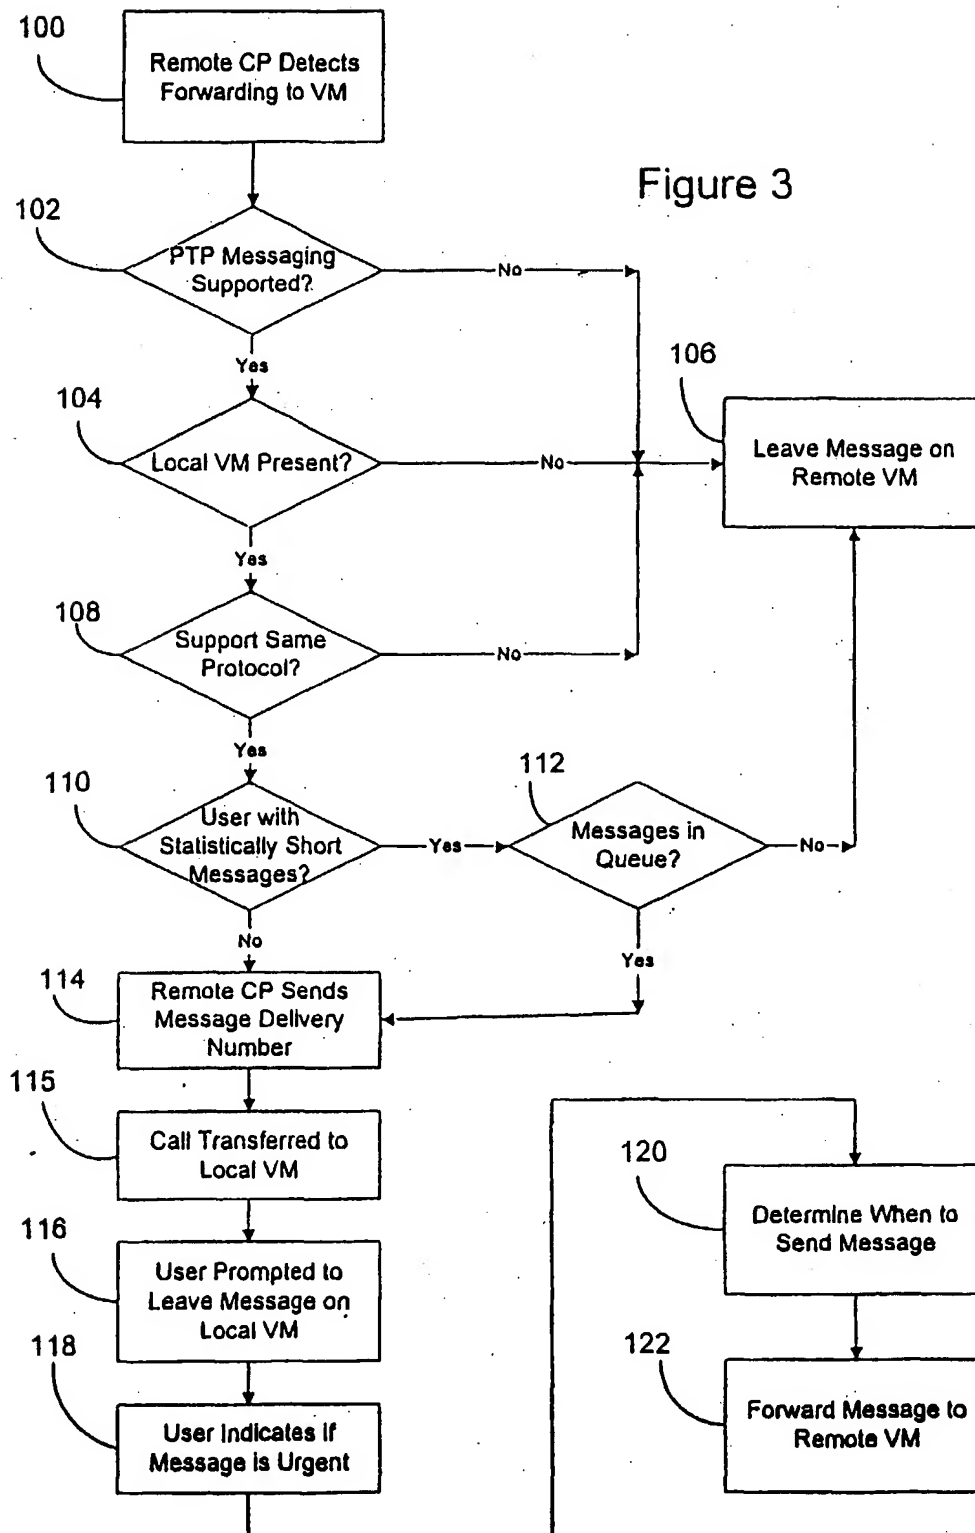 100
Remote CP Detects
Forwarding to VM
Figure 3
102
PTP Messaging
Supported?
No
Yes
104
Local VM Present?
No
106
Leave Message on
Remote VM
Yes
108
Support Same
Protocol?
No
Yes
110
User with
Statistically Short
Messages?
Yes
112
Messages in
Queue?
No
No
Yes
114
Remote CP Sends
Message Delivery
Number
115
Call Transferred to
Local VM
116
User Prompted to
Leave Message on
Local VM
118
User Indicates if
Message is Urgent
120
Determine When to
Send Message
122
Forward Message to
Remote VM